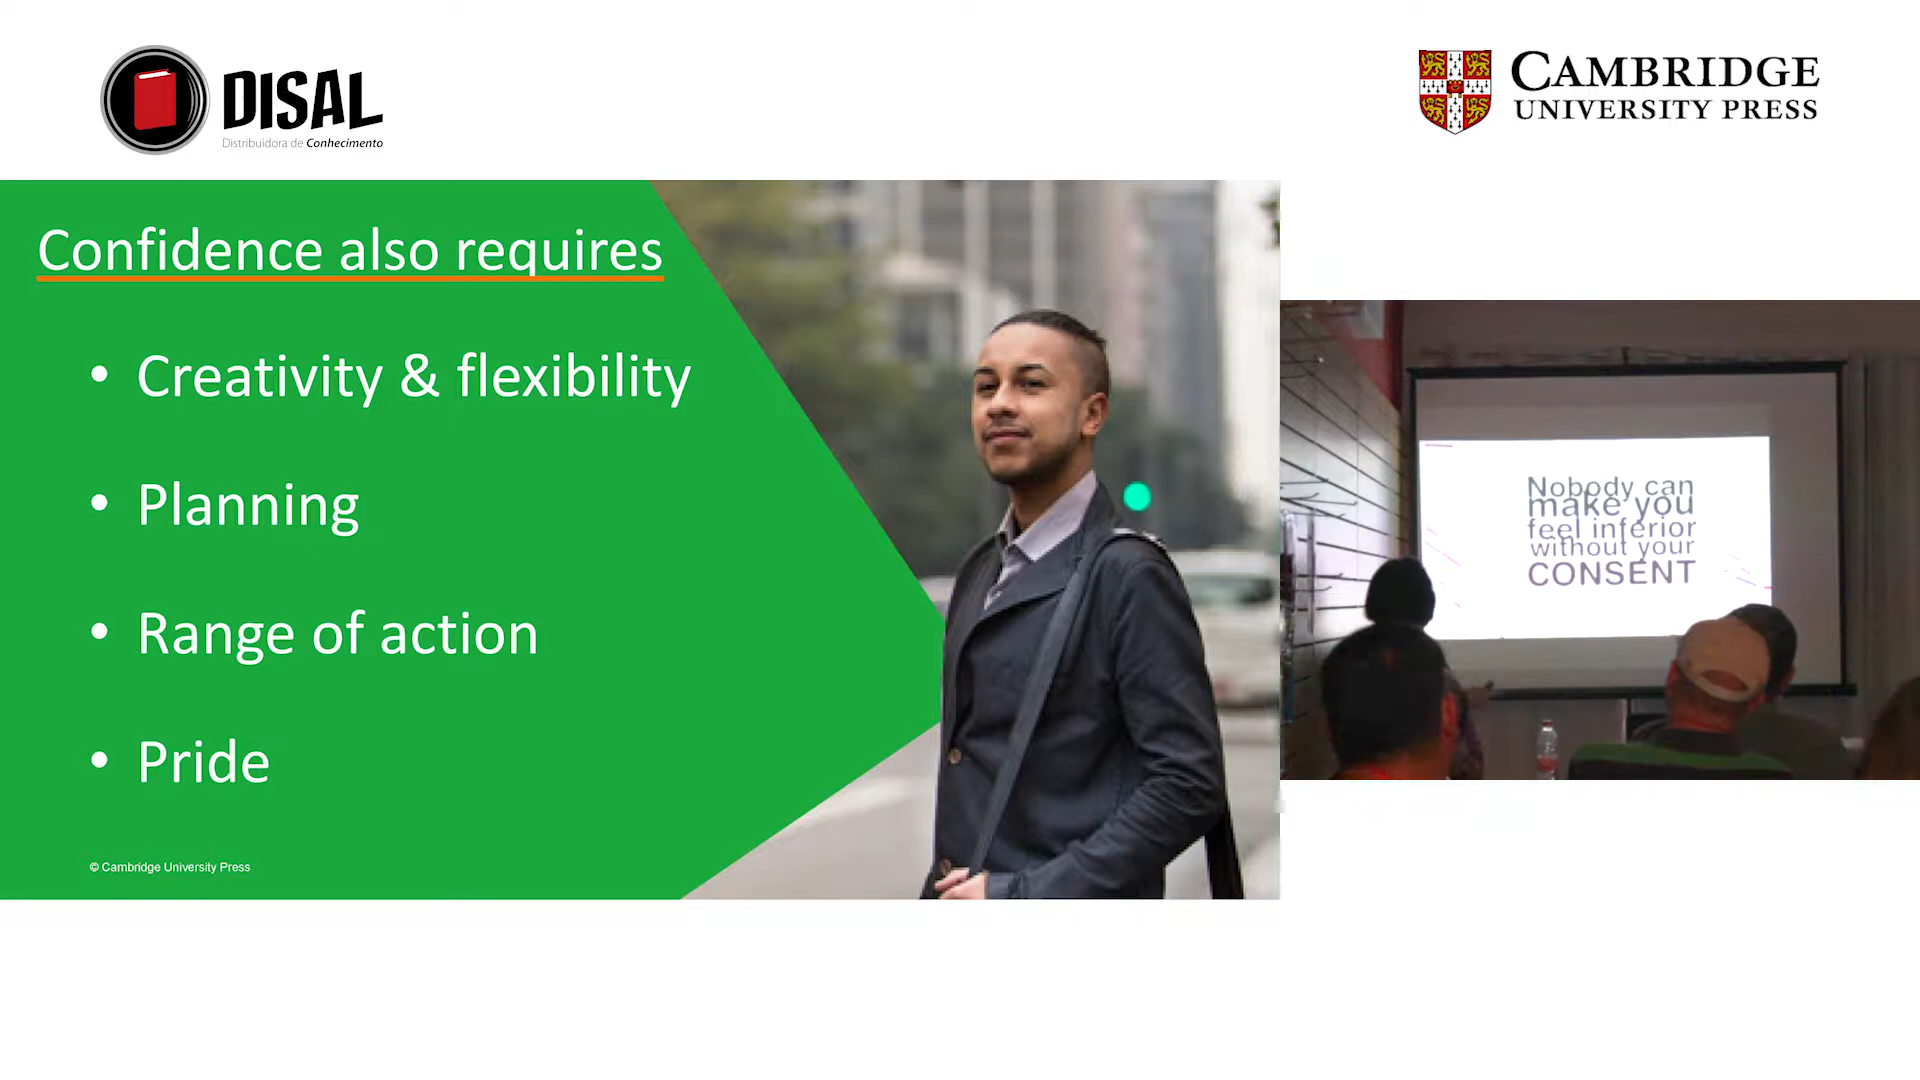 DISAL
Distribuidora de Conhecimento
CAMBRIDGE
UNIVERSITY PRESS
Confidence also requires
• Creativity & flexibility
• Planning
• Range of action
• Pride
© Cambridge University Press
Nobody can
make you
feel inferior
without your
CONSENT